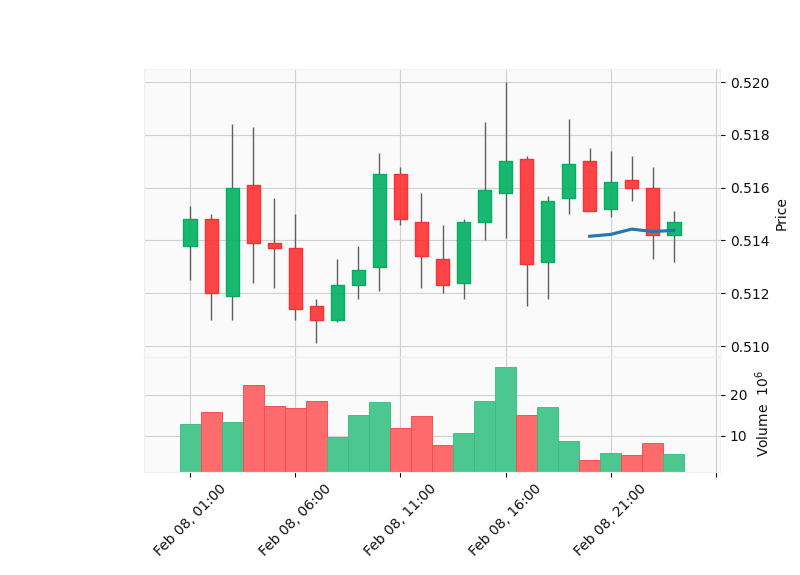 0.520
0.518
0.516
0.514
0.512
0.510
Price
20
10
Volume 10^6
Feb 08, 01:00
Feb 08, 06:00
Feb 08, 11:00
Feb 08, 16:00
Feb 08, 21:00